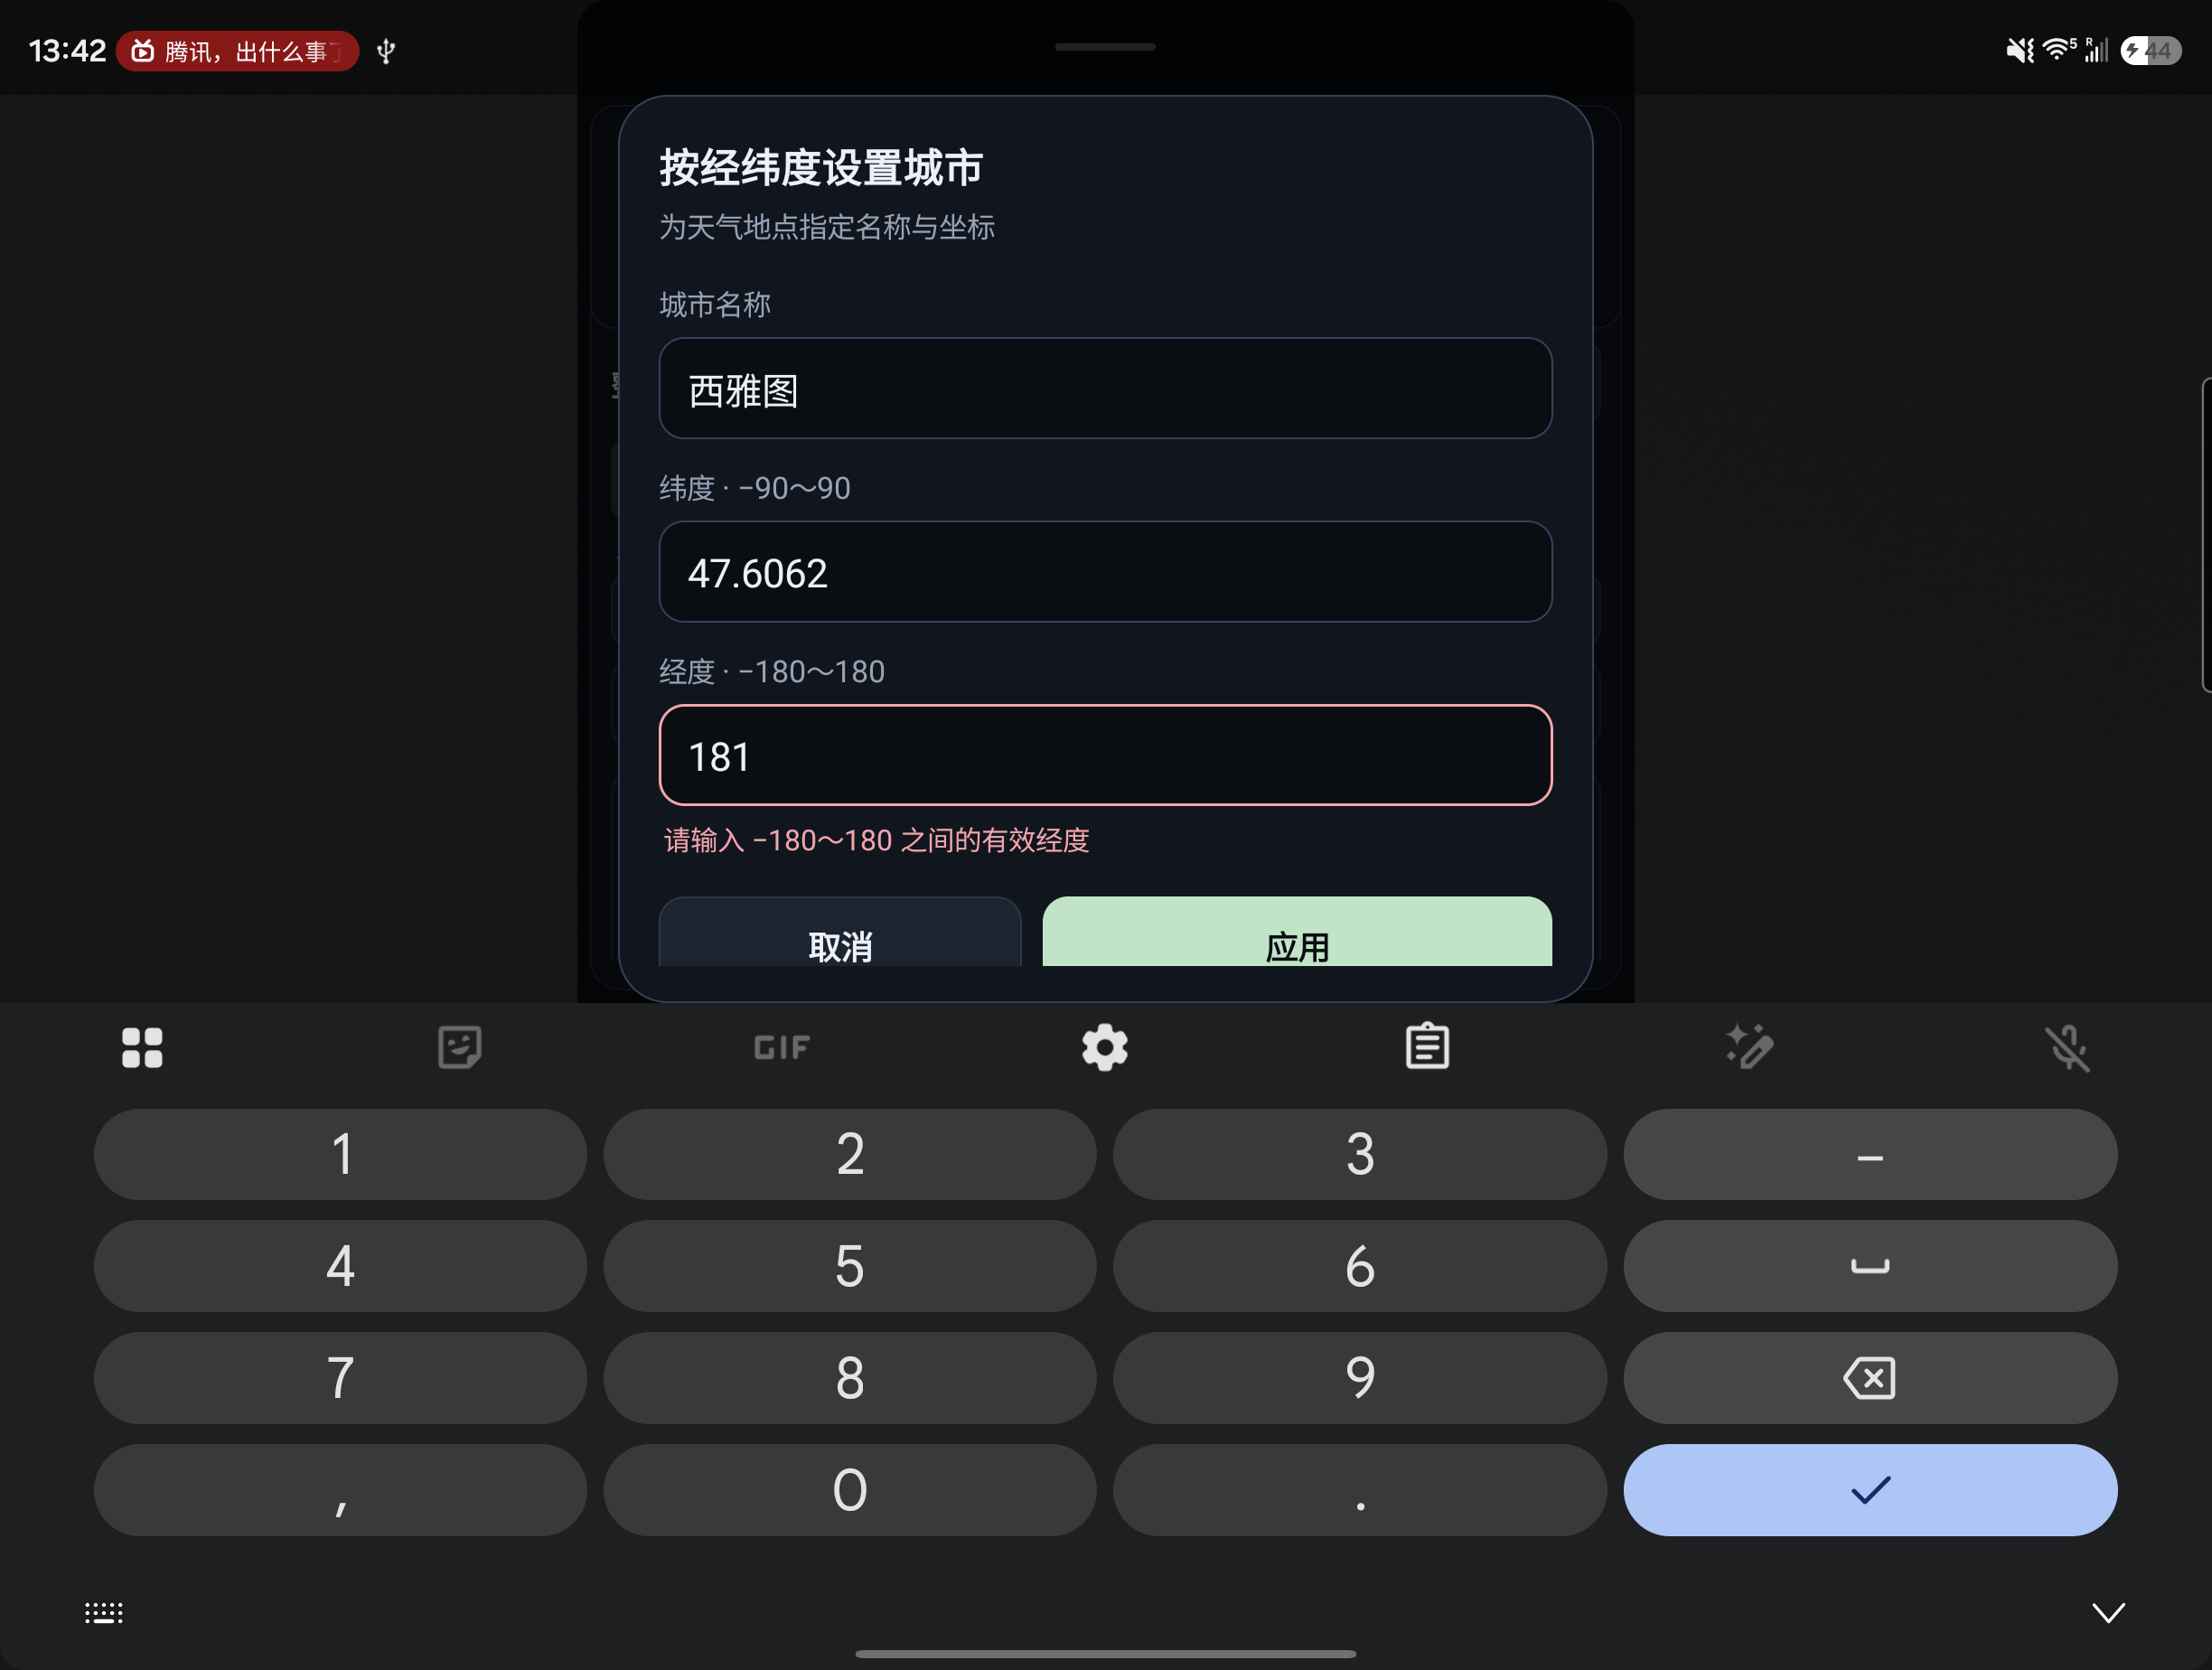 13:42
腾讯，出什么事
5
R
44
按经纬度设置城市
为天气地点指定名称与坐标
城市名称
西雅图
纬度 · −90～90
47.6062
经度 · −180～180
181
请输入 −180～180 之间的有效经度
取消
应用
GIF
1
2
3
–
4
5
6
7
8
9
,
0
.